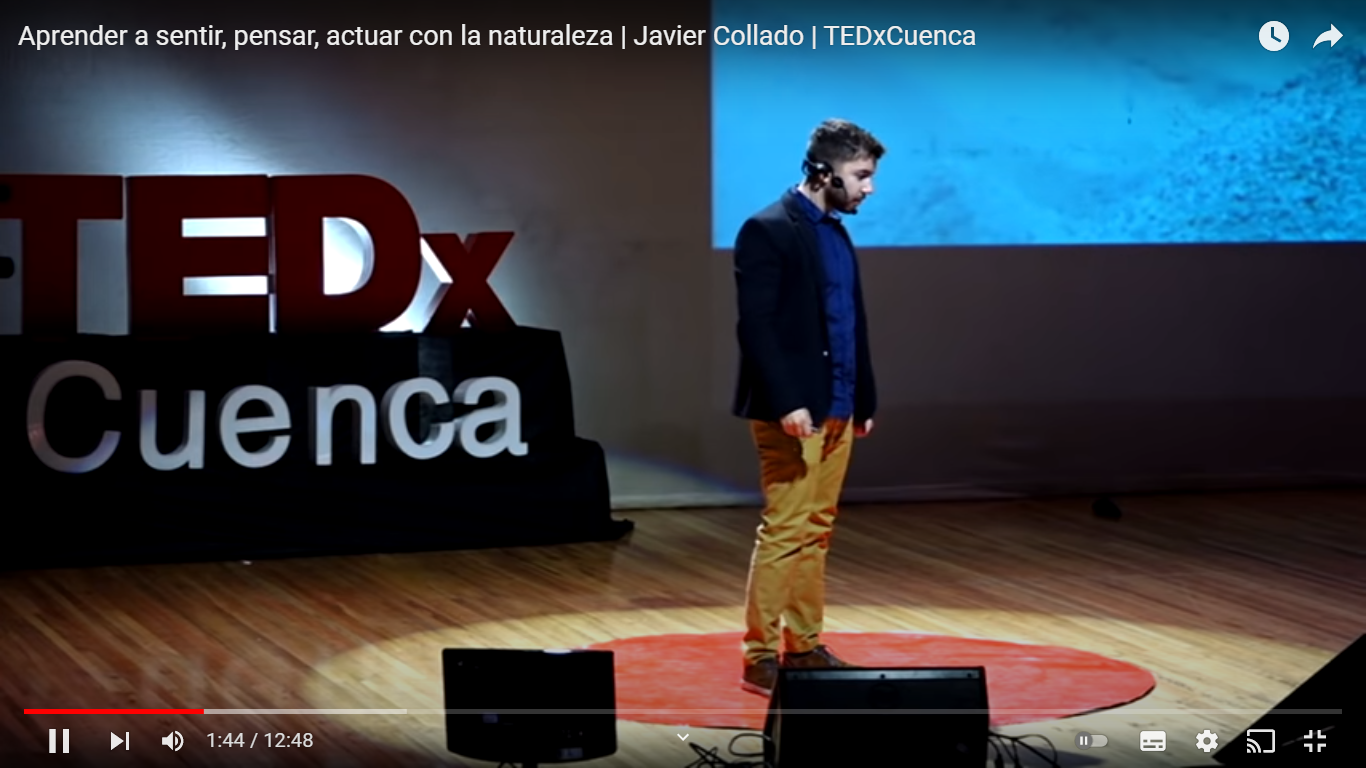 Aprender a sentir, pensar, actuar con la naturaleza | Javier Collado | TEDxCuenca
TEDx
Cuenca
1:44 / 12:48